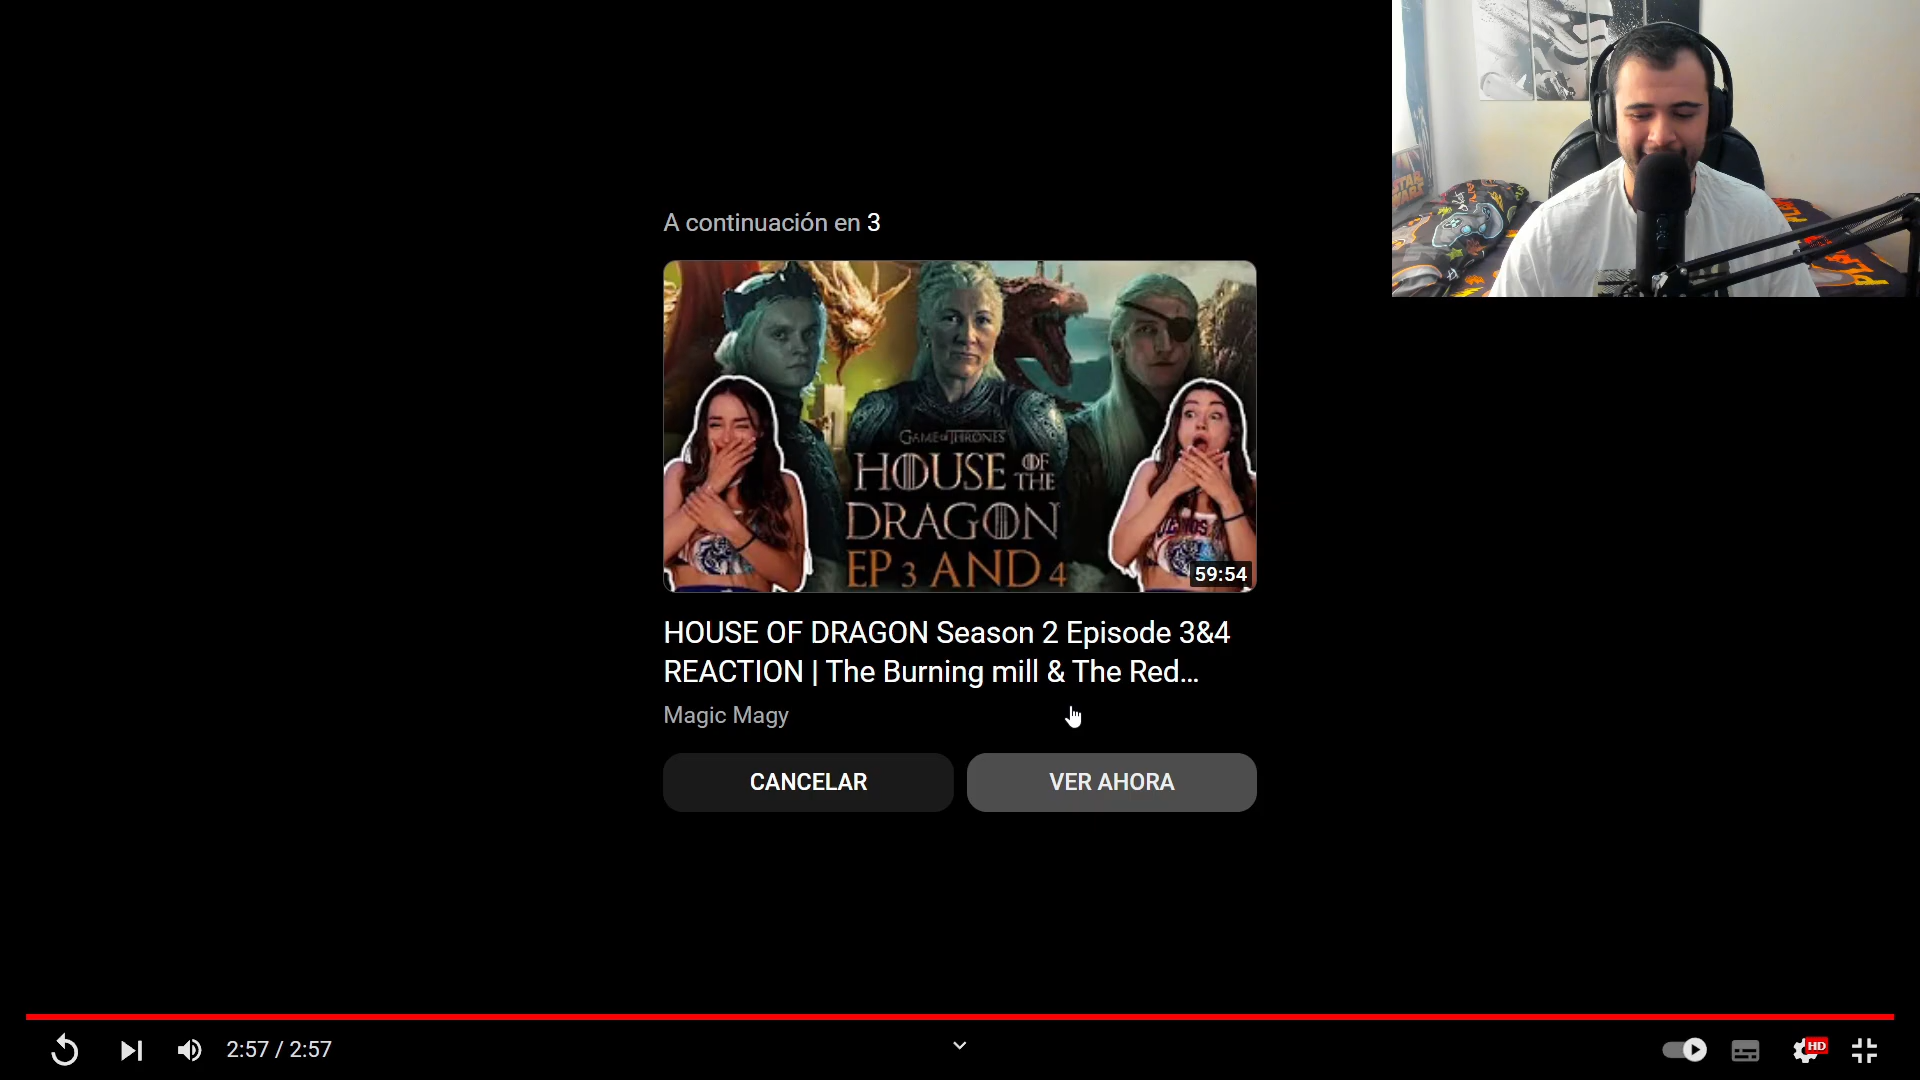 A continuación en 3
GAME OF THRONES
HOUSE OF THE
DRAGON
EP 3 AND 4
59:54
HOUSE OF DRAGON Season 2 Episode 3&4
REACTION | The Burning mill & The Red...
Magic Magy
CANCELAR
VER AHORA
2:57 / 2:57
HD
STAR
WARS